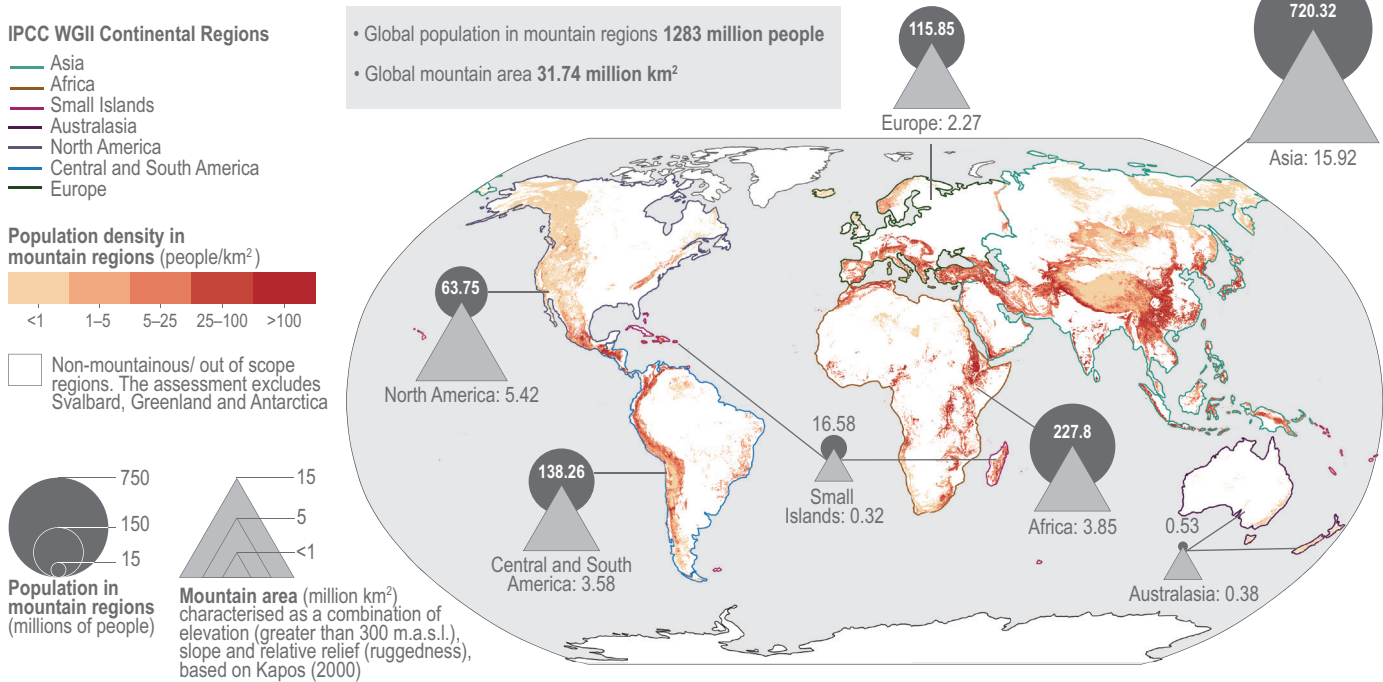 IPCC WGII Continental Regions
Asia
Africa
Small Islands
Australasia
North America
Central and South America
Europe
Population density in
mountain regions (people/km²)
<1 1–5 5–25 25–100 >100
Non-mountainous/ out of scope
regions. The assessment excludes
Svalbard, Greenland and Antarctica
750
150
15
Population in
mountain regions
(millions of people)
15
5
<1
Mountain area (million km²)
characterised as a combination of
elevation (greater than 300 m.a.s.l.),
slope and relative relief (ruggedness),
based on Kapos (2000)
• Global population in mountain regions 1283 million people
• Global mountain area 31.74 million km²
115.85
Europe: 2.27
720.32
Asia: 15.92
63.75
North America: 5.42
138.26
Central and South
America: 3.58
16.58
Small
Islands: 0.32
227.8
Africa: 3.85
0.53
Australasia: 0.38